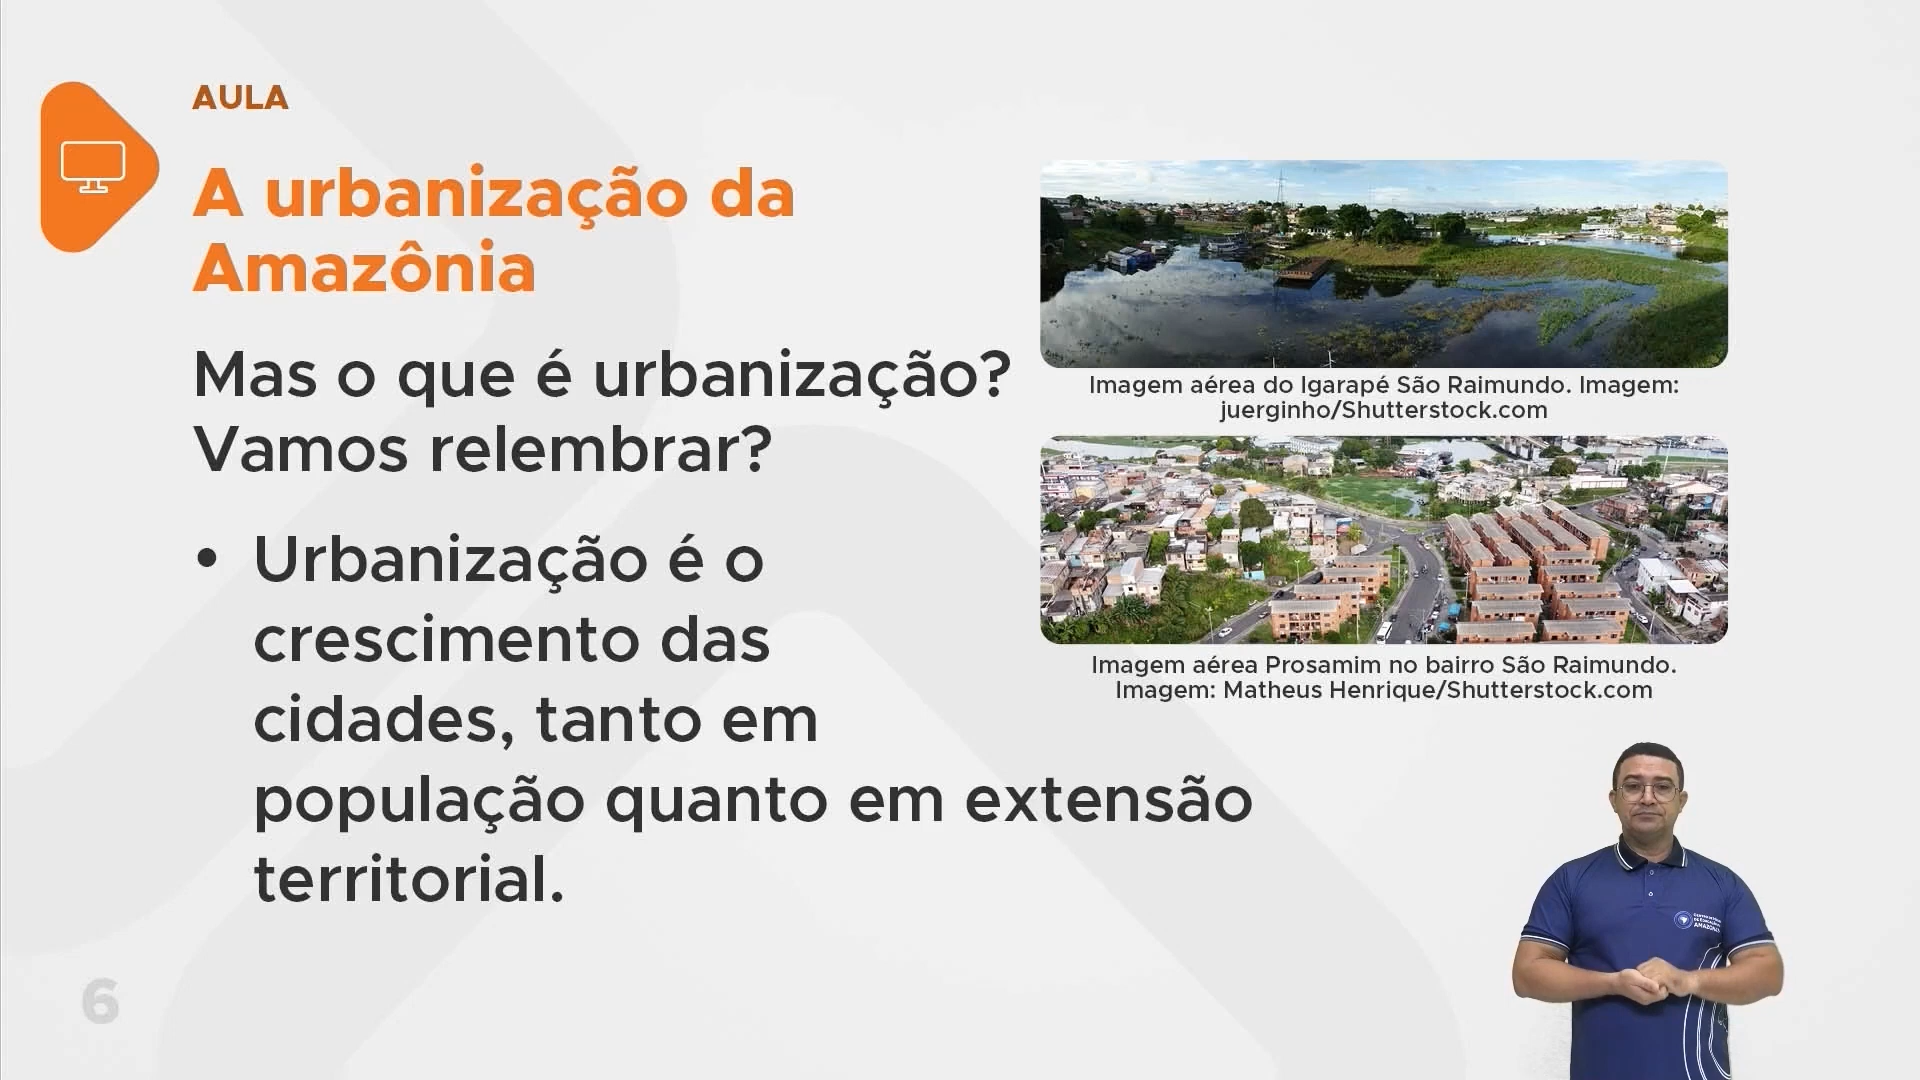 AULA
A urbanização da
Amazônia
Mas o que é urbanização?
Vamos relembrar?
• Urbanização é o
crescimento das
cidades, tanto em
população quanto em extensão
territorial.
Imagem aérea do Igarapé São Raimundo. Imagem:
juerginho/Shutterstock.com
Imagem aérea Prosamim no bairro São Raimundo.
Imagem: Matheus Henrique/Shutterstock.com
6